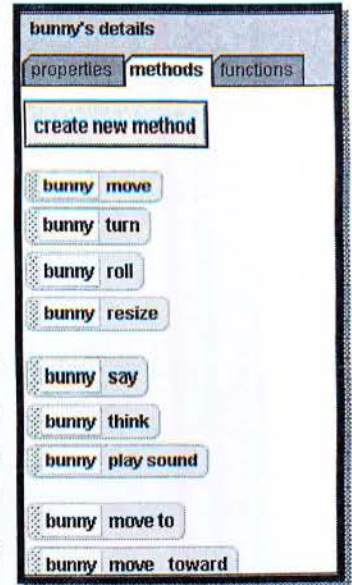 bunny's details
properties methods functions
create new method
bunny move
bunny turn
bunny roll
bunny resize
bunny say
bunny think
bunny play sound
bunny move to
bunny move toward